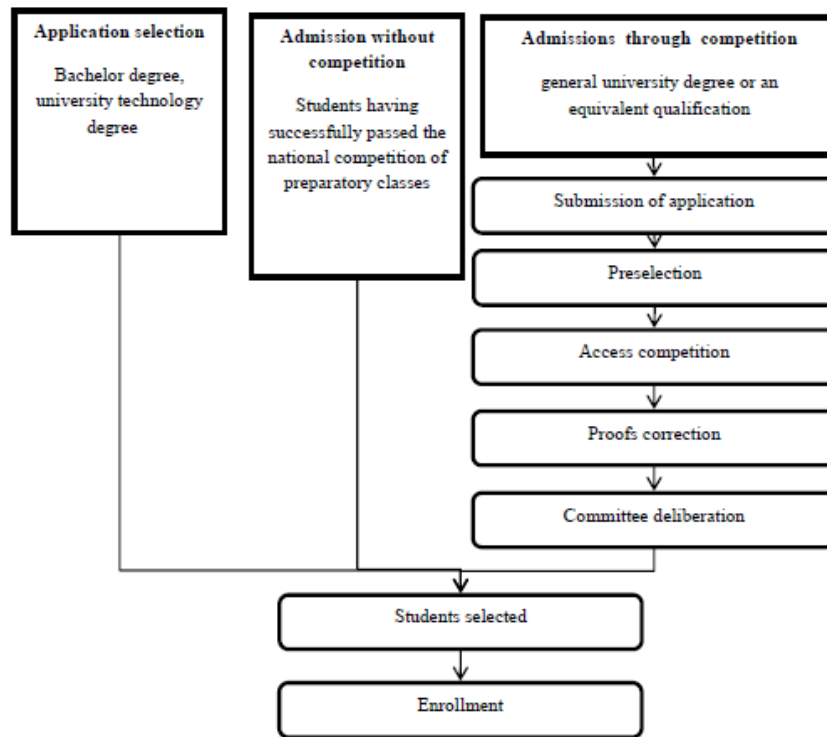 Application selection
Bachelor degree,
university technology
degree
Admission without
competition
Students having
successfully passed the
national competition of
preparatory classes
Admissions through competition
general university degree or an
equivalent qualification
Submission of application
Preselection
Access competition
Proofs correction
Committee deliberation
Students selected
Enrollment